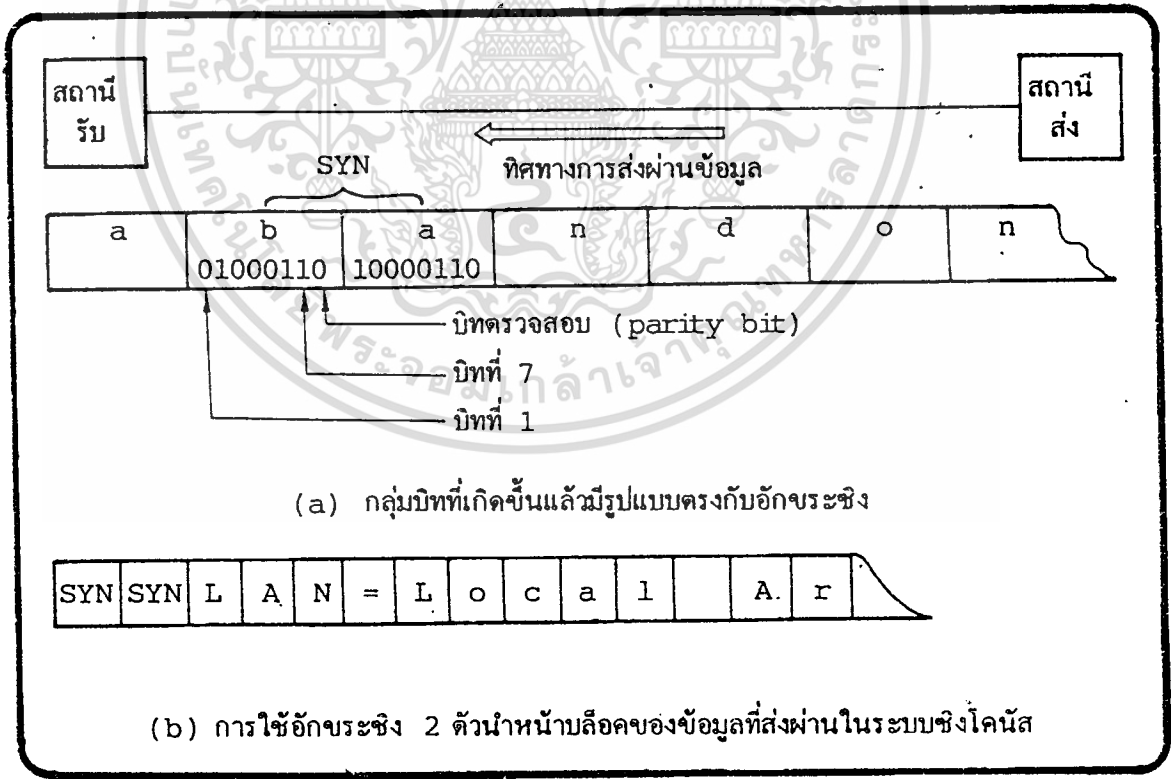 สถานี
รับ
สถานี
ส่ง
ทิศทางการส่งผ่านข้อมูล
SYN
a b a n d o n
01000110 10000110
บิทตรวจสอบ (parity bit)
บิทที่ 7
บิทที่ 1
(a) กลุ่มบิทที่เกิดขึ้นแล้วมีรูปแบบตรงกับอักขระซิง
SYN SYN L A N = L o c a l A r
(b) การใช้อักขระซิง 2 ตัวนำหน้าบล็อคของข้อมูลที่ส่งผ่านในระบบซิงโคนัส